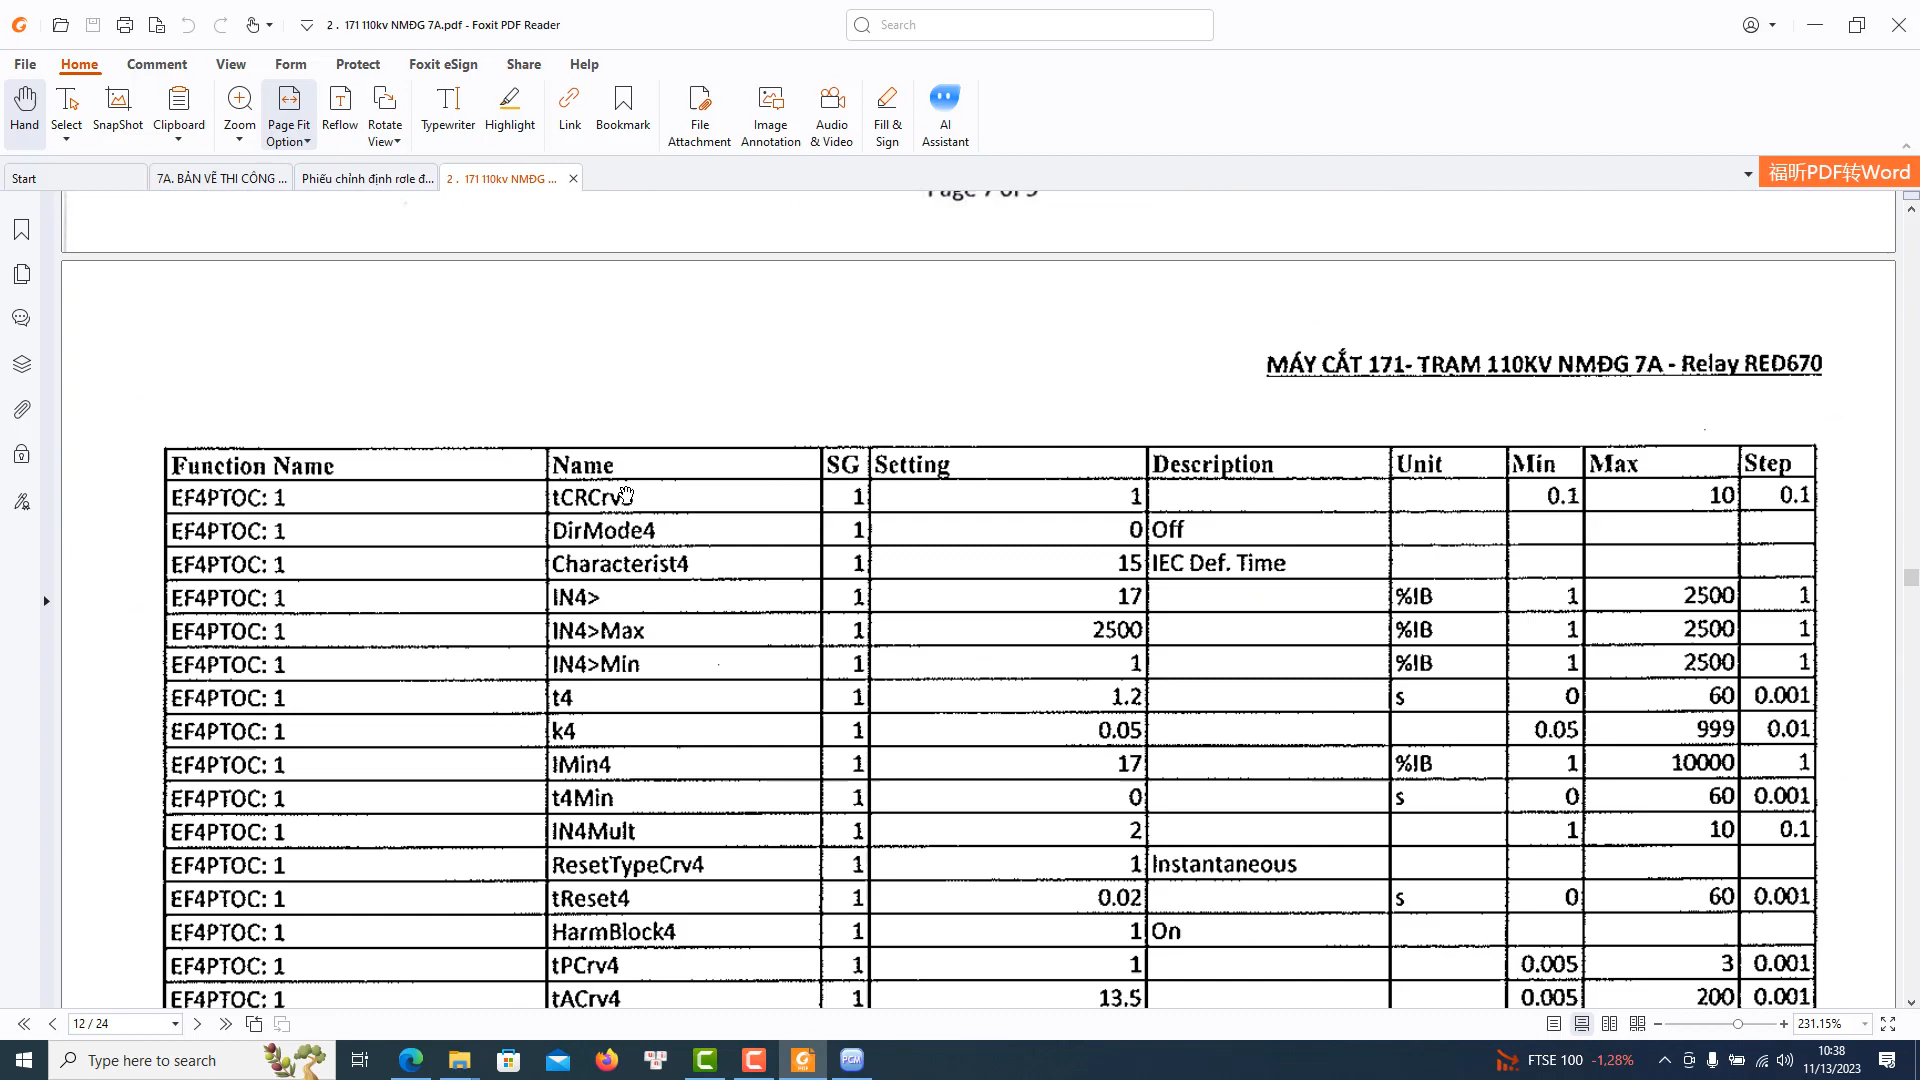 2 . 171 110kv NMĐG 7A.pdf - Foxit PDF Reader
Search
File Home Comment View Form Protect Foxit eSign Share Help
Hand Select SnapShot Clipboard Zoom Page Fit Option Reflow Rotate View Typewriter Highlight Link Bookmark File Attachment Image Annotation Audio & Video Fill & Sign AI Assistant
Start 7A. BẢN VẼ THI CÔNG ... Phiếu chỉnh định rơle đ... 2 . 171 110kv NMĐG ... 福昕PDF转Word
MÁY CẮT 171- TRẠM 110KV NMĐG 7A - Relay RED670
Function Name Name SG Setting Description Unit Min Max Step
EF4PTOC: 1 1 1 0.1 10 0.1
EF4PTOC: 1 DirMode4 1 0 Off
EF4PTOC: 1 Characterist4 1 15 IEC Def. Time
EF4PTOC: 1 IN4> 1 17 %IB 1 2500 1
EF4PTOC: 1 IN4>Max 1 2500 %IB 1 2500 1
EF4PTOC: 1 IN4>Min 1 1 %IB 1 2500 1
EF4PTOC: 1 t4 1 1.2 s 0 60 0.001
EF4PTOC: 1 k4 1 0.05 0.05 999 0.01
EF4PTOC: 1 IMin4 1 17 %IB 1 10000 1
EF4PTOC: 1 t4Min 1 0 s 0 60 0.001
EF4PTOC: 1 IN4Mult 1 2 1 10 0.1
EF4PTOC: 1 ResetTypeCrv4 1 1 Instantaneous
EF4PTOC: 1 tReset4 1 0.02 s 0 60 0.001
EF4PTOC: 1 HarmBlock4 1 1 On
EF4PTOC: 1 tPCrv4 1 1 0.005 3 0.001
EF4PTOC: 1 tACrv4 1 13.5 0.005 200 0.001
12 / 24 231.15%
Type here to search PCM FTSE 100 -1,28% 10:38
11/13/2023